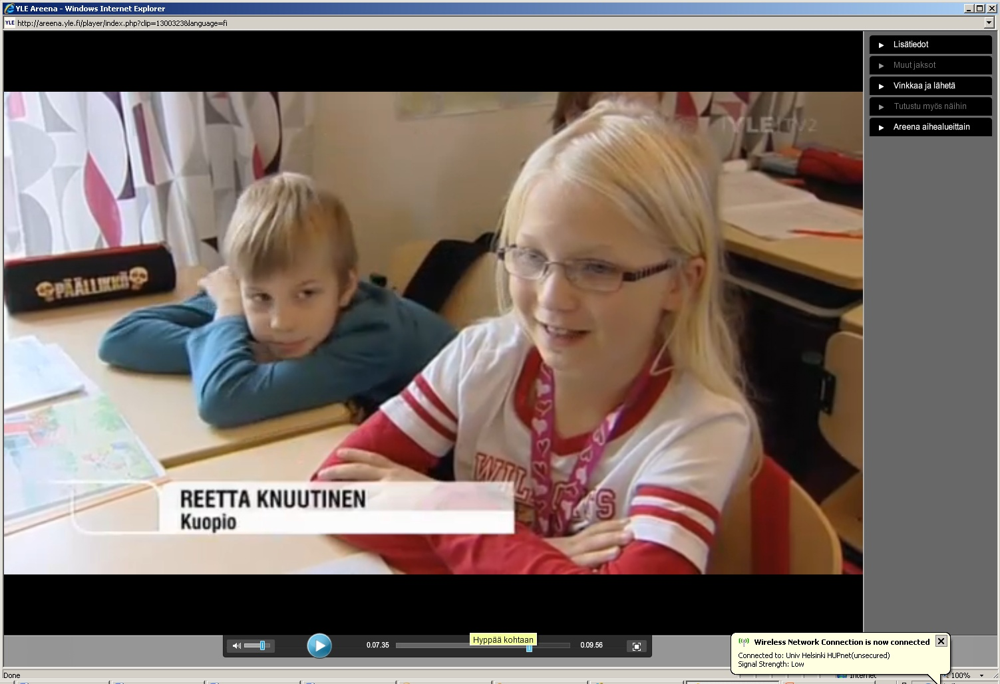 YLE Areena - Windows Internet Explorer
YLE http://areena.yle.fi/player/index.php?clip=1300323&language=fi
Lisätiedot
Muut jaksot
Vinkkaa ja lähetä
Tutustu myös näihin
Areena aihealueittain
YLE TV2
PÄÄLLIKKÖ
REETTA KNUUTINEN
Kuopio
Hyppää kohtaan
0.07.35
0.09.56
Wireless Network Connection is now connected
Connected to: Univ Helsinki HUPnet(unsecured)
Signal Strength: Low
Done
Internet
100%